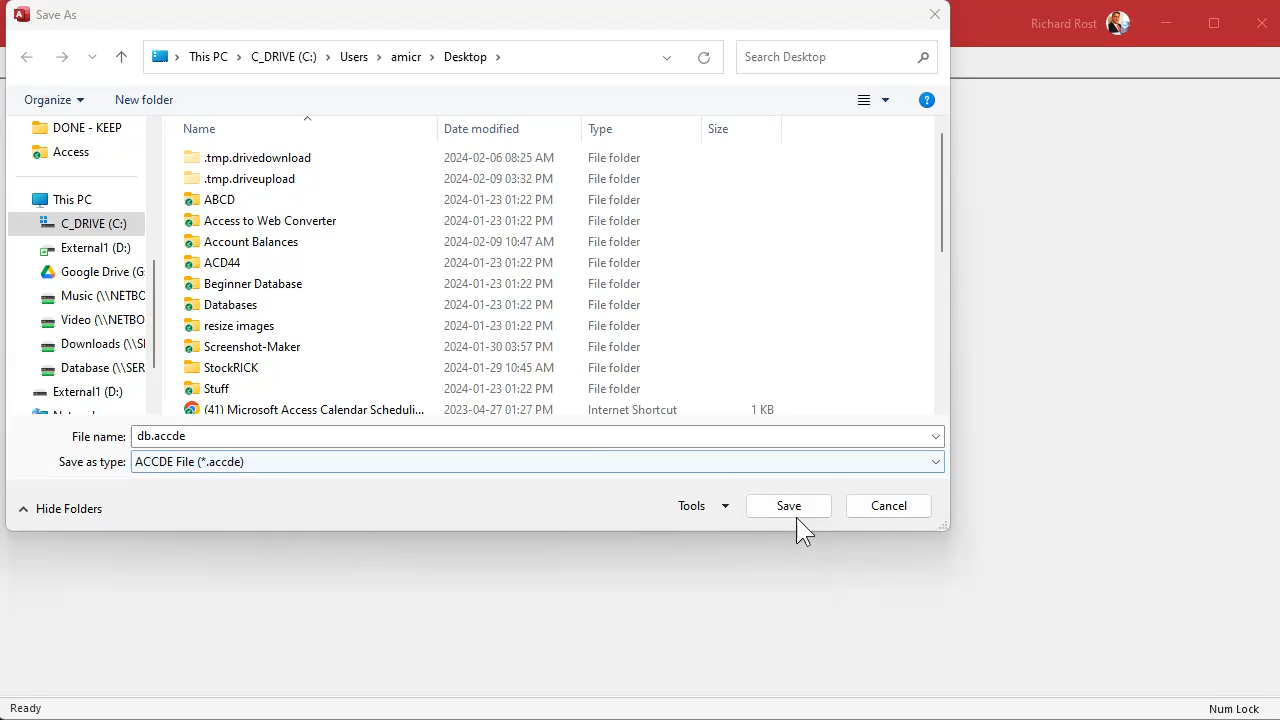 Save As
Richard Rost
This PC > C_DRIVE (C:) > Users > amicr > Desktop >
Search Desktop
Organize
New folder
DONE - KEEP
Access
This PC
C_DRIVE (C:)
External1 (D:)
Google Drive (G
Music (\\NETBO
Video (\\NETBO
Downloads (\\SE
Database (\\SER
External1 (D:)
Name Date modified Type Size
.tmp.drivedownload 2024-02-06 08:25 AM File folder
.tmp.driveupload 2024-02-09 03:32 PM File folder
ABCD 2024-01-23 01:22 PM File folder
Access to Web Converter 2024-01-23 01:22 PM File folder
Account Balances 2024-02-09 10:47 AM File folder
ACD44 2024-01-23 01:22 PM File folder
Beginner Database 2024-01-23 01:22 PM File folder
Databases 2024-01-23 01:22 PM File folder
resize images 2024-01-23 01:22 PM File folder
Screenshot-Maker 2024-01-30 03:57 PM File folder
StockRICK 2024-01-29 10:45 AM File folder
Stuff 2024-01-23 01:22 PM File folder
(41) Microsoft Access Calendar Scheduli... 2023-04-27 01:27 PM Internet Shortcut 1 KB
File name: db.accde
Save as type: ACCDE File (*.accde)
Hide Folders
Tools
Save
Cancel
Ready
Num Lock